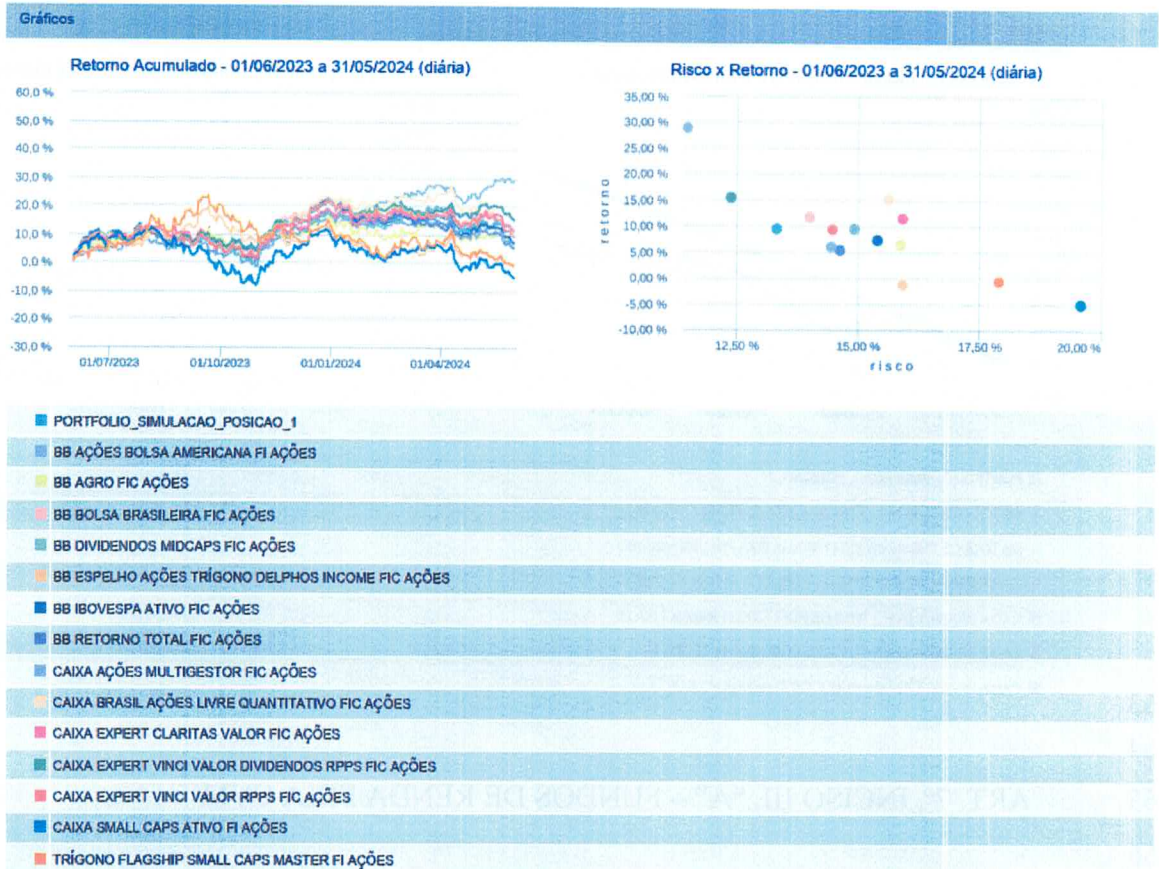 Gráficos
Retorno Acumulado - 01/06/2023 a 31/05/2024 (diária)
60,0 %
50,0 %
40,0 %
30,0 %
20,0 %
10,0 %
0,0 %
-10,0 %
-20,0 %
-30,0 %
01/07/2023
01/10/2023
01/01/2024
01/04/2024
Risco x Retorno - 01/06/2023 a 31/05/2024 (diária)
35,00 %
30,00 %
25,00 %
20,00 %
15,00 %
10,00 %
5,00 %
0,00 %
-5,00 %
-10,00 %
retorno
12,50 %
15,00 %
17,50 %
20,00 %
risco
PORTFOLIO_SIMULACAO_POSICAO_1
BB AÇÕES BOLSA AMERICANA FI AÇÕES
BB AGRO FIC AÇÕES
BB BOLSA BRASILEIRA FIC AÇÕES
BB DIVIDENDOS MIDCAPS FIC AÇÕES
BB ESPELHO AÇÕES TRÍGONO DELPHOS INCOME FIC AÇÕES
BB IBOVESPA ATIVO FIC AÇÕES
BB RETORNO TOTAL FIC AÇÕES
CAIXA AÇÕES MULTIGESTOR FIC AÇÕES
CAIXA BRASIL AÇÕES LIVRE QUANTITATIVO FIC AÇÕES
CAIXA EXPERT CLARITAS VALOR FIC AÇÕES
CAIXA EXPERT VINCI VALOR DIVIDENDOS RPPS FIC AÇÕES
CAIXA EXPERT VINCI VALOR RPPS FIC AÇÕES
CAIXA SMALL CAPS ATIVO FI AÇÕES
TRÍGONO FLAGSHIP SMALL CAPS MASTER FI AÇÕES